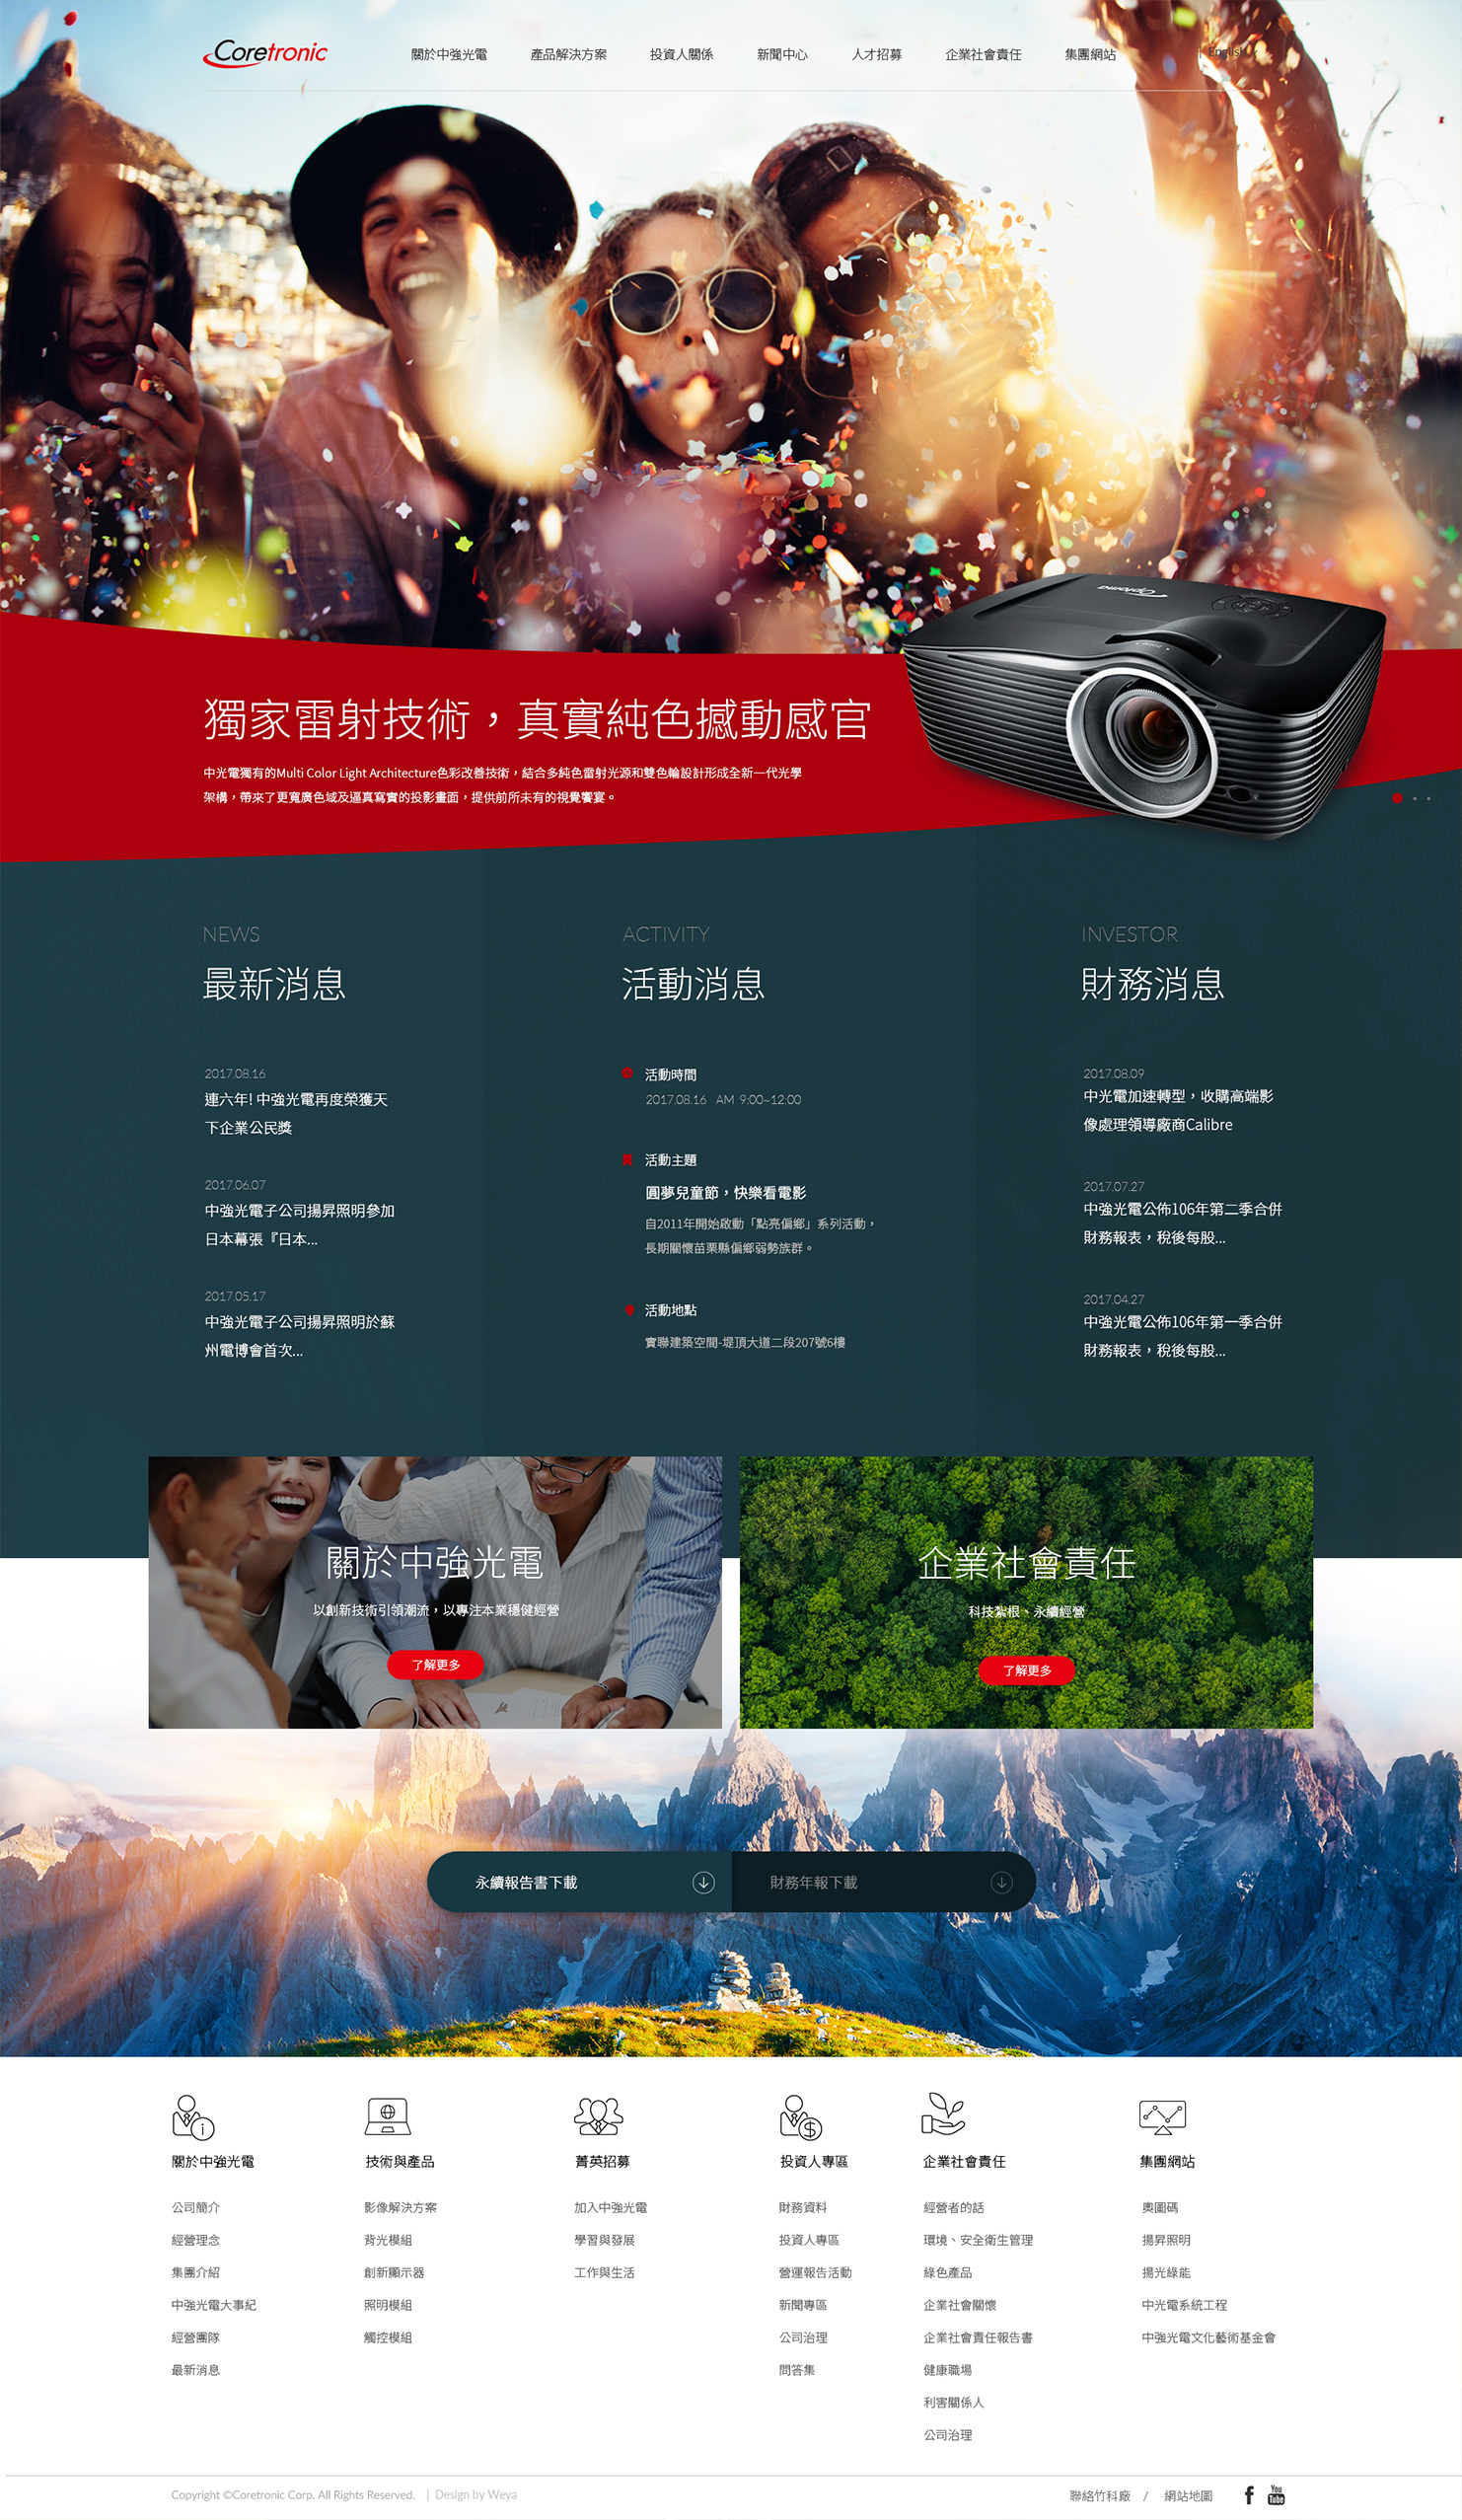 Coretronic
關於中強光電
產品解決方案
投資人關係
新聞中心
人才招募
企業社會責任
集團網站
| English
Optoma
獨家雷射技術，真實純色撼動感官
中光電獨有的Multi Color Light Architecture色彩改善技術，結合多純色雷射光源和雙色輪設計形成全新一代光學
架構，帶來了更寬廣色域及逼真寫實的投影畫面，提供前所未有的視覺饗宴。
NEWS
最新消息
2017.08.16
連六年! 中強光電再度榮獲天
下企業公民獎
2017.06.07
中強光電子公司揚昇照明參加
日本幕張『日本...
2017.05.17
中強光電子公司揚昇照明於蘇
州電博會首次...
ACTIVITY
活動消息
活動時間
2017.08.16 AM 9:00~12:00
活動主題
圓夢兒童節，快樂看電影
自2011年開始啟動「點亮偏鄉」系列活動，
長期關懷苗栗縣偏鄉弱勢族群。
活動地點
實聯建築空間-堤頂大道二段207號6樓
INVESTOR
財務消息
2017.08.09
中光電加速轉型，收購高端影
像處理領導廠商Calibre
2017.07.27
中強光電公佈106年第二季合併
財務報表，稅後每股...
2017.04.27
中強光電公佈106年第一季合併
財務報表，稅後每股...
關於中強光電
以創新技術引領潮流，以專注本業穩健經營
了解更多
企業社會責任
科技紮根、永續經營
了解更多
永續報告書下載
財務年報下載
關於中強光電
公司簡介
經營理念
集團介紹
中強光電大事紀
經營團隊
最新消息
技術與產品
影像解決方案
背光模組
創新顯示器
照明模組
觸控模組
菁英招募
加入中強光電
學習與發展
工作與生活
投資人專區
財務資料
投資人專區
營運報告活動
新聞專區
公司治理
問答集
企業社會責任
經營者的話
環境、安全衛生管理
綠色產品
企業社會關懷
企業社會責任報告書
健康職場
利害關係人
公司治理
集團網站
奧圖碼
揚昇照明
揚光綠能
中光電系統工程
中強光電文化藝術基金會
Copyright ©Coretronic Corp. All Rights Reserved. | Design by Weya
聯絡竹科廠 / 網站地圖
f
You
Tube